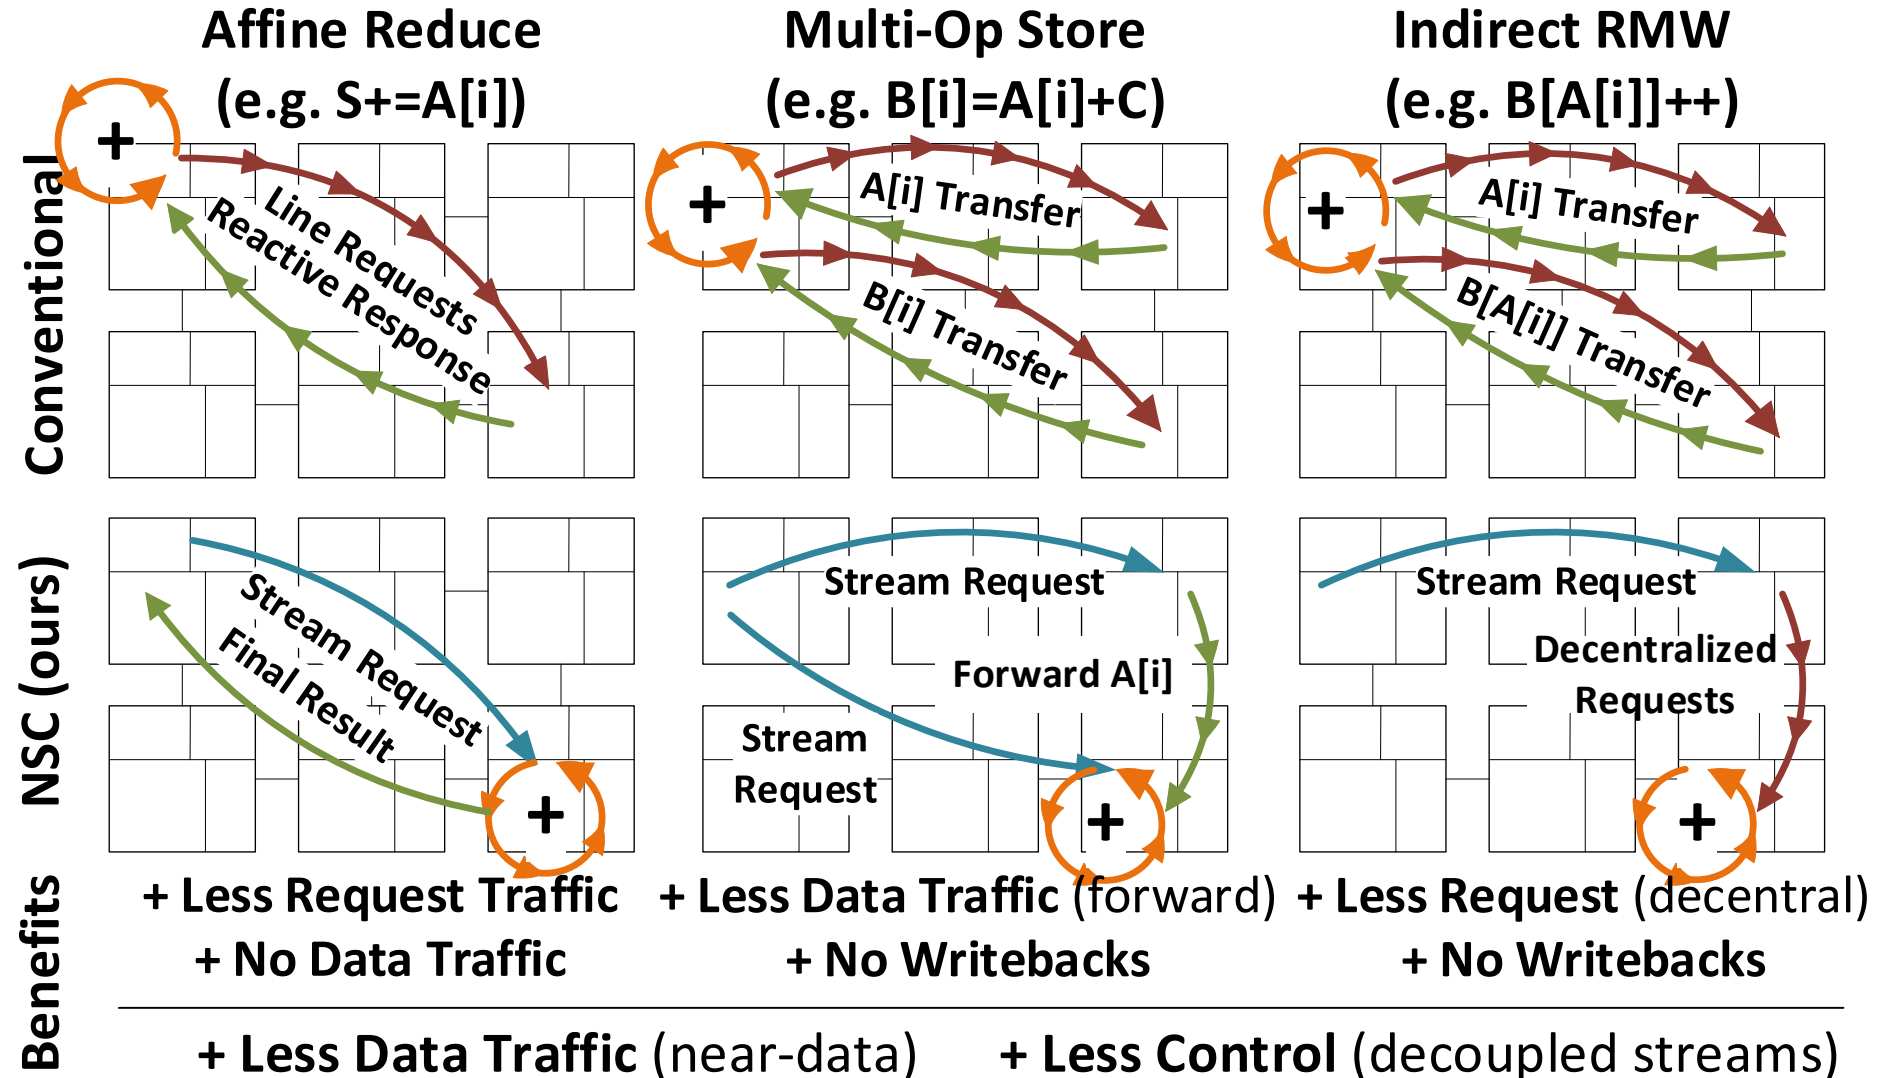 Affine Reduce
(e.g. S+=A[i])
Multi-Op Store
(e.g. B[i]=A[i]+C)
Indirect RMW
(e.g. B[A[i]]++)
Conventional
+
Line Requests
Reactive Response
+
A[i] Transfer
B[i] Transfer
+
A[i] Transfer
B[A[i]] Transfer
NSC (ours)
Stream Request
Final Result
+
Stream Request
Forward A[i]
Stream
Request
+
Stream Request
Decentralized
Requests
+
Benefits
+ Less Request Traffic
+ No Data Traffic
+ Less Data Traffic (forward)
+ No Writebacks
+ Less Request (decentral)
+ No Writebacks
+ Less Data Traffic (near-data)
+ Less Control (decoupled streams)